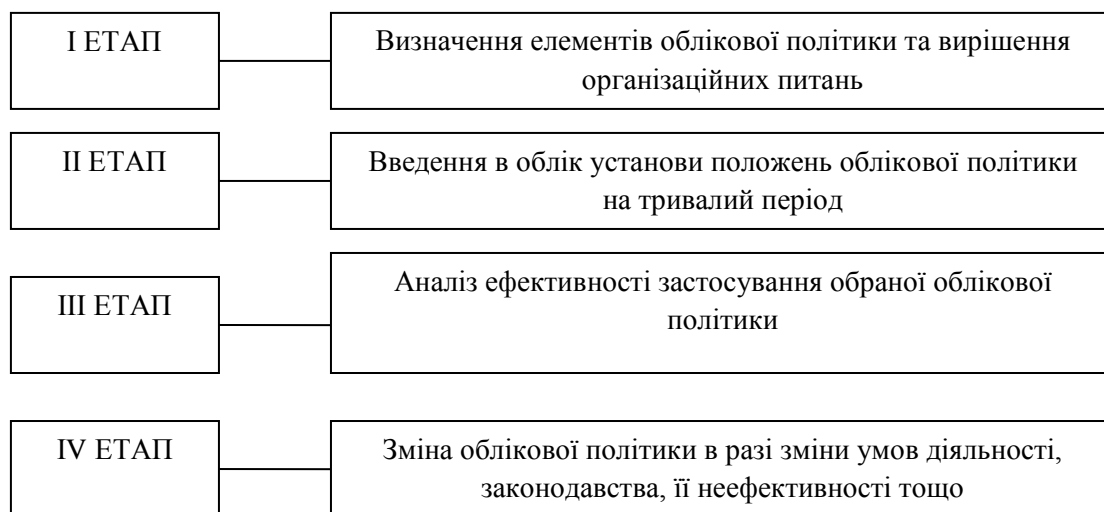 І ЕТАП
Визначення елементів облікової політики та вирішення
організаційних питань
ІІ ЕТАП
Введення в облік установи положень облікової політики
на тривалий період
ІІІ ЕТАП
Аналіз ефективності застосування обраної облікової
політики
IV ЕТАП
Зміна облікової політики в разі зміни умов діяльності,
законодавства, її неефективності тощо